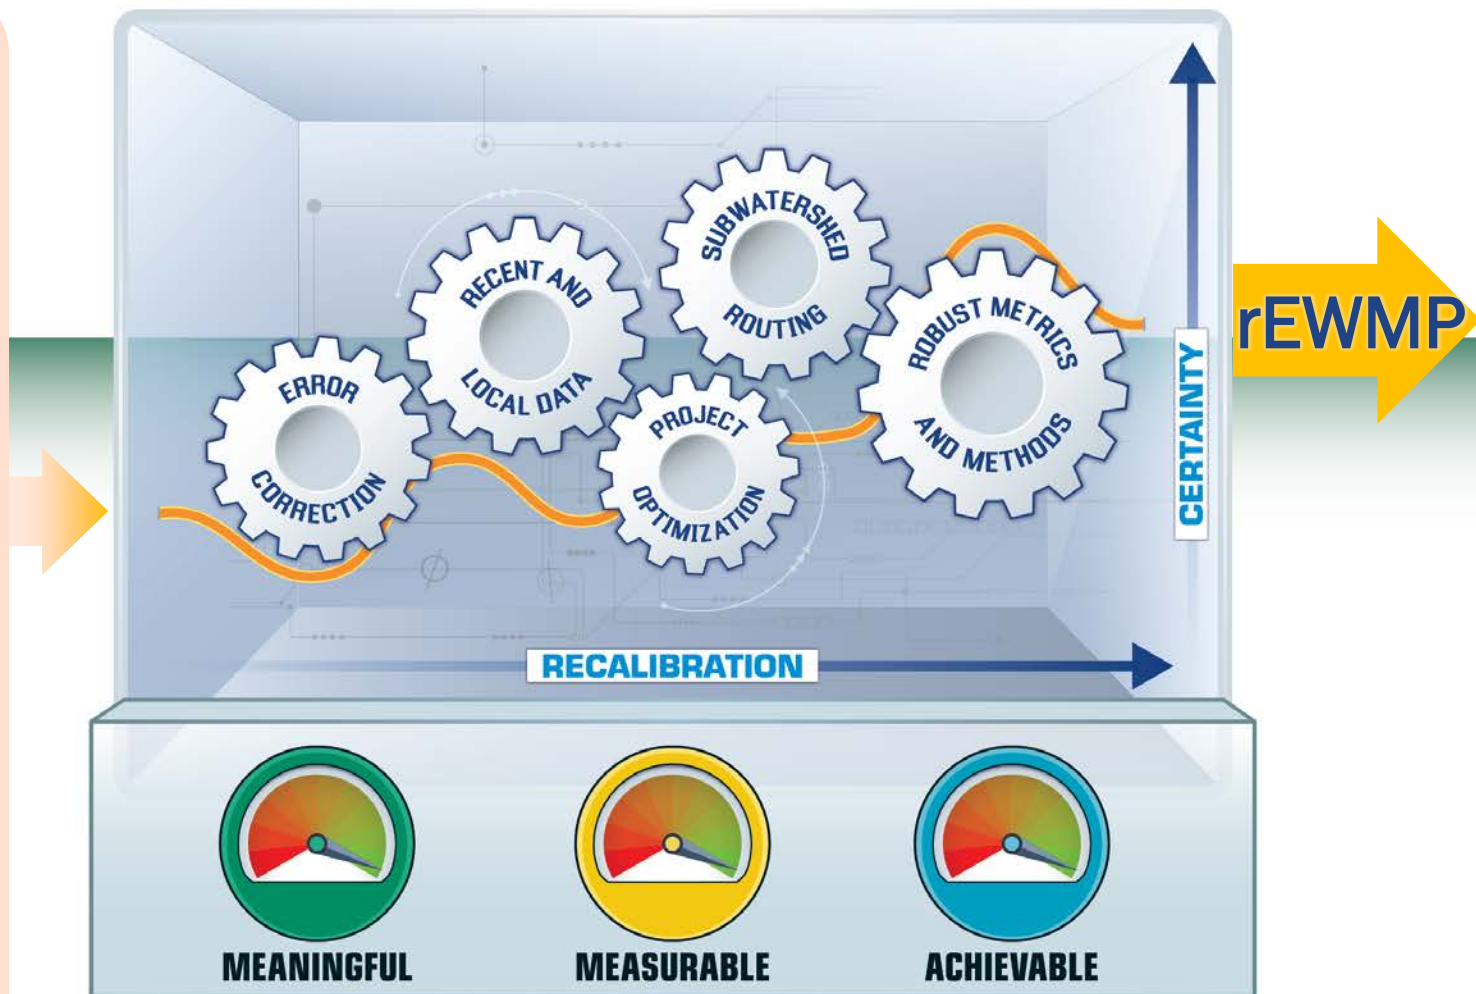 ERROR
CORRECTION
RECENT AND
LOCAL DATA
SUBWATERSHED
ROUTING
PROJECT
OPTIMIZATION
ROBUST METRICS
AND METHODS
CERTAINTY
rEWMP
RECALIBRATION
MEANINGFUL
MEASURABLE
ACHIEVABLE